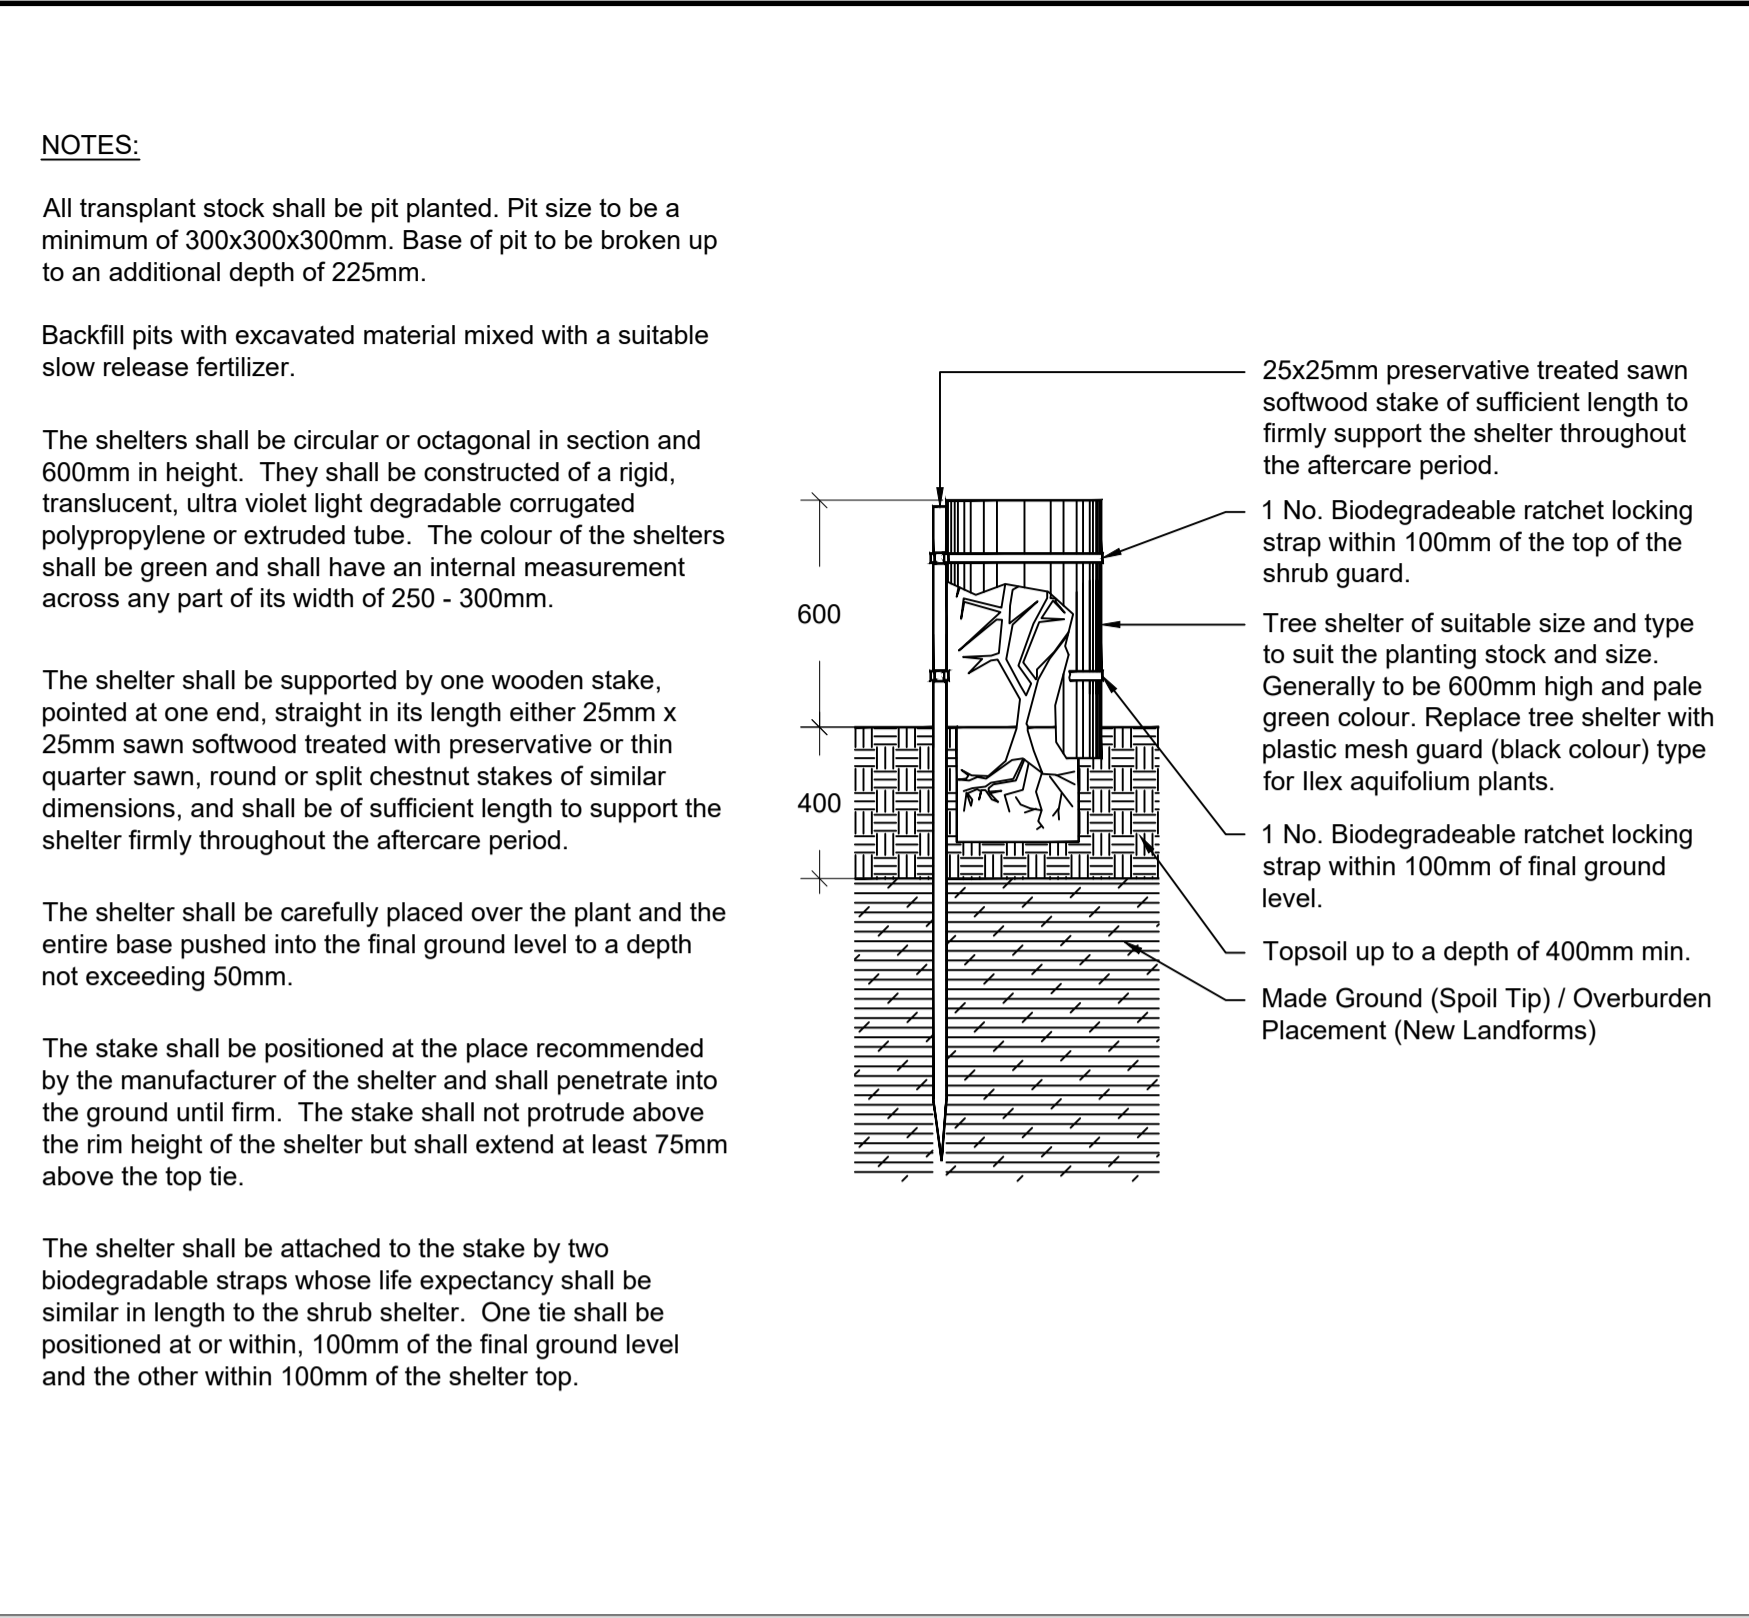 NOTES:
All transplant stock shall be pit planted. Pit size to be a
minimum of 300x300x300mm. Base of pit to be broken up
to an additional depth of 225mm.
Backfill pits with excavated material mixed with a suitable
slow release fertilizer.
The shelters shall be circular or octagonal in section and
600mm in height.  They shall be constructed of a rigid,
translucent, ultra violet light degradable corrugated
polypropylene or extruded tube.  The colour of the shelters
shall be green and shall have an internal measurement
across any part of its width of 250 - 300mm.
The shelter shall be supported by one wooden stake,
pointed at one end, straight in its length either 25mm x
25mm sawn softwood treated with preservative or thin
quarter sawn, round or split chestnut stakes of similar
dimensions, and shall be of sufficient length to support the
shelter firmly throughout the aftercare period.
The shelter shall be carefully placed over the plant and the
entire base pushed into the final ground level to a depth
not exceeding 50mm.
The stake shall be positioned at the place recommended
by the manufacturer of the shelter and shall penetrate into
the ground until firm.  The stake shall not protrude above
the rim height of the shelter but shall extend at least 75mm
above the top tie.
The shelter shall be attached to the stake by two
biodegradable straps whose life expectancy shall be
similar in length to the shrub shelter.  One tie shall be
positioned at or within, 100mm of the final ground level
and the other within 100mm of the shelter top.
600
400
25x25mm preservative treated sawn
softwood stake of sufficient length to
firmly support the shelter throughout
the aftercare period.
1 No. Biodegradeable ratchet locking
strap within 100mm of the top of the
shrub guard.
Tree shelter of suitable size and type
to suit the planting stock and size.
Generally to be 600mm high and pale
green colour. Replace tree shelter with
plastic mesh guard (black colour) type
for Ilex aquifolium plants.
1 No. Biodegradeable ratchet locking
strap within 100mm of final ground
level.
Topsoil up to a depth of 400mm min.
Made Ground (Spoil Tip) / Overburden
Placement (New Landforms)